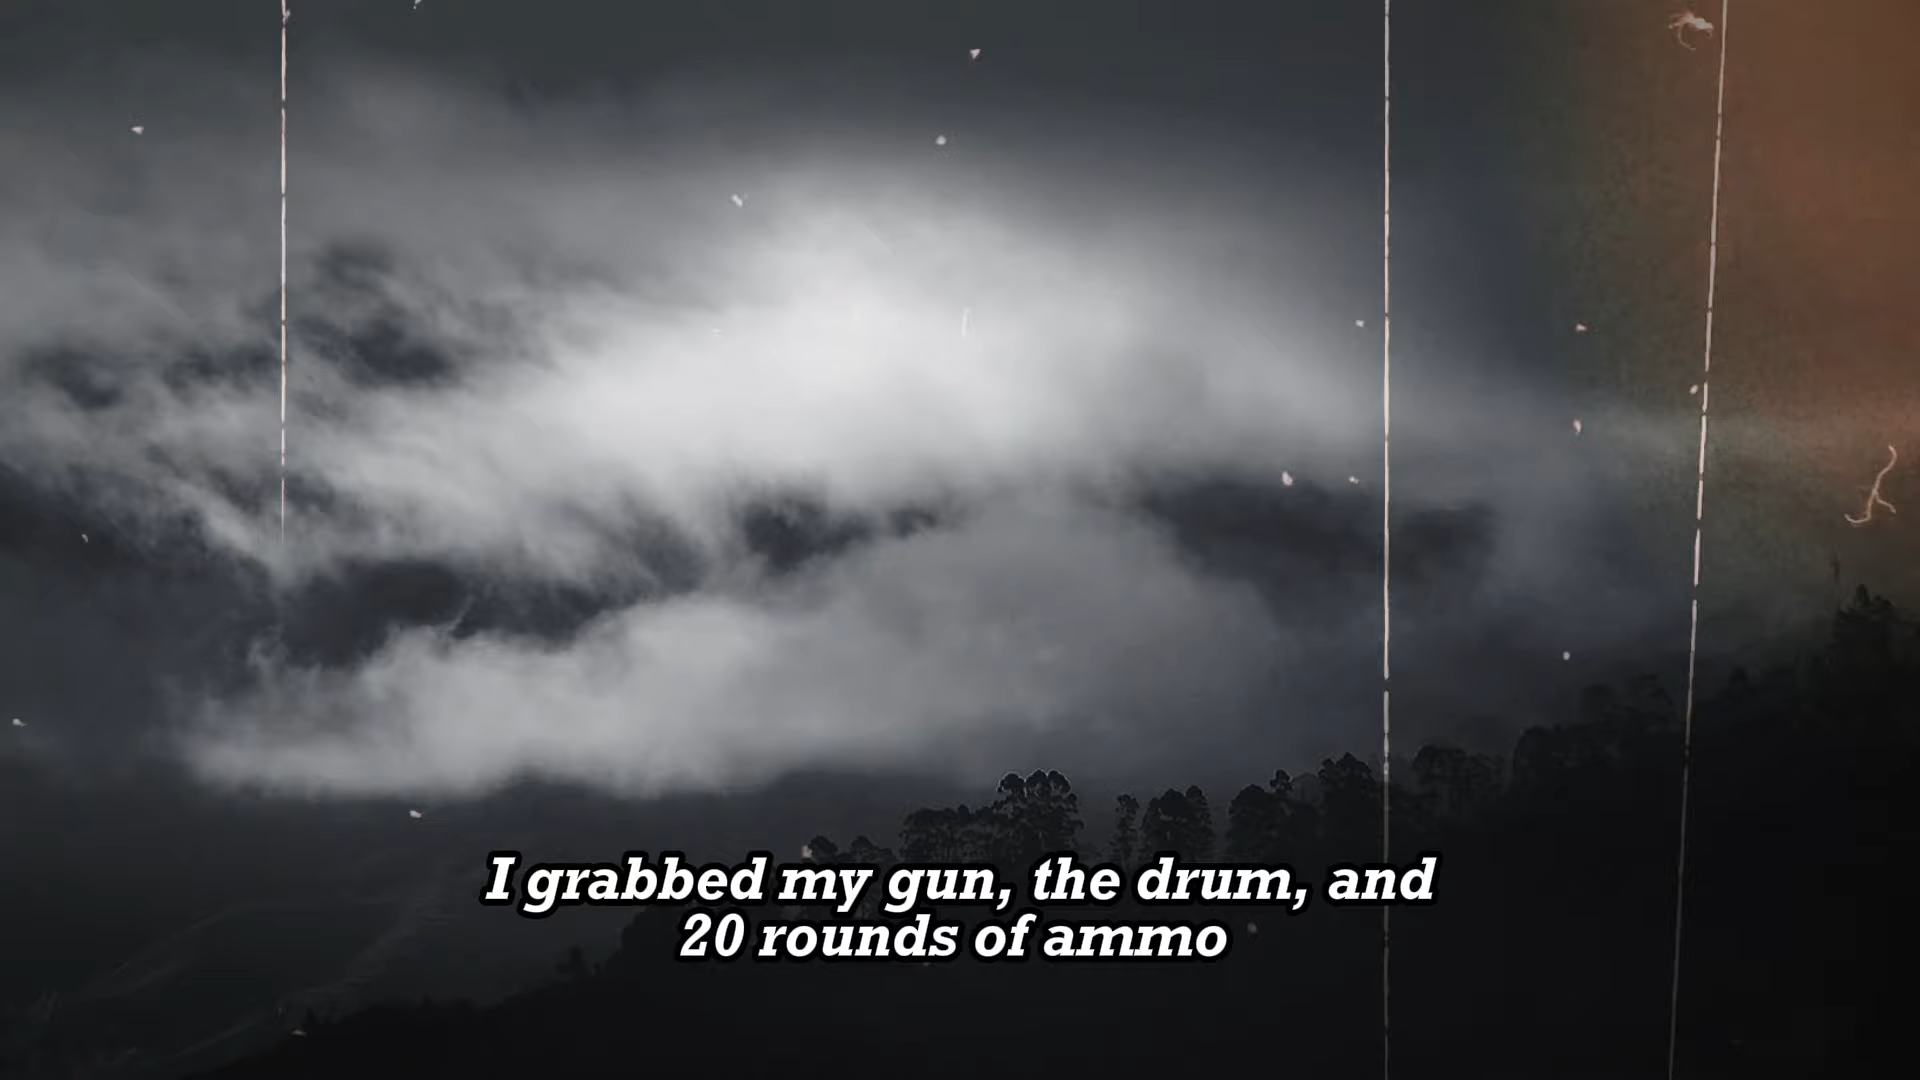 I grabbed my gun, the drum, and
20 rounds of ammo